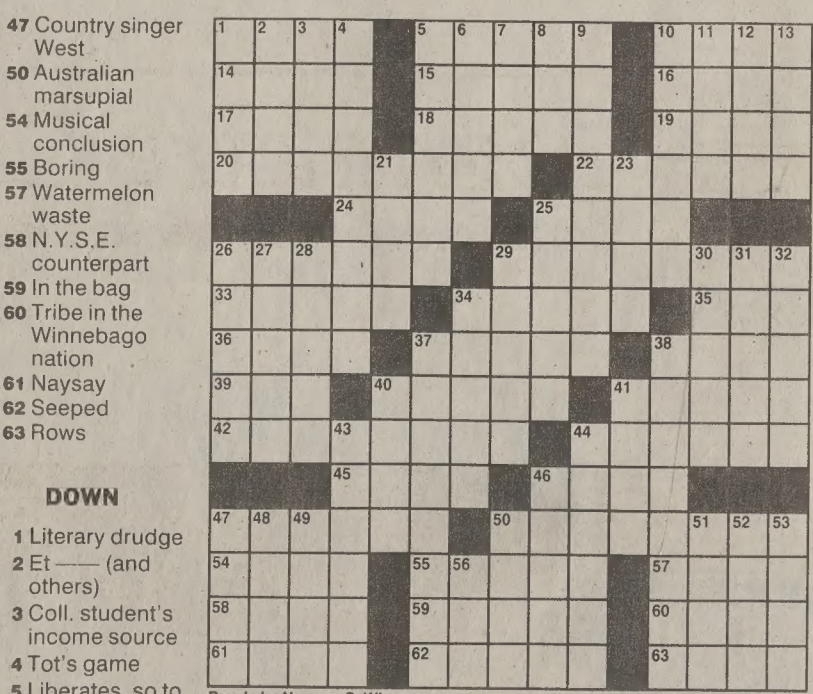 47 Country singer
West
50 Australian
marsupial
54 Musical
conclusion
55 Boring
57 Watermelon
waste
58 N.Y.S.E.
counterpart
59 In the bag
60 Tribe in the
Winnebago
nation
61 Naysay
62 Seeped
63 Rows
DOWN
1 Literary drudge
2 Et —— (and
others)
3 Coll. student's
income source
4 Tot's game
5 Liberates, so to
1 2 3 4 5 6 7 8 9 10 11 12 13
14 15 16
17 18 19
20 21 22 23
24 25
26 27 28 29 30 31 32
33 34 35
36 37 38
39 40 41
42 43 44
45 46
47 48 49 50 51 52 53
54 55 56 57
58 59 60
61 62 63